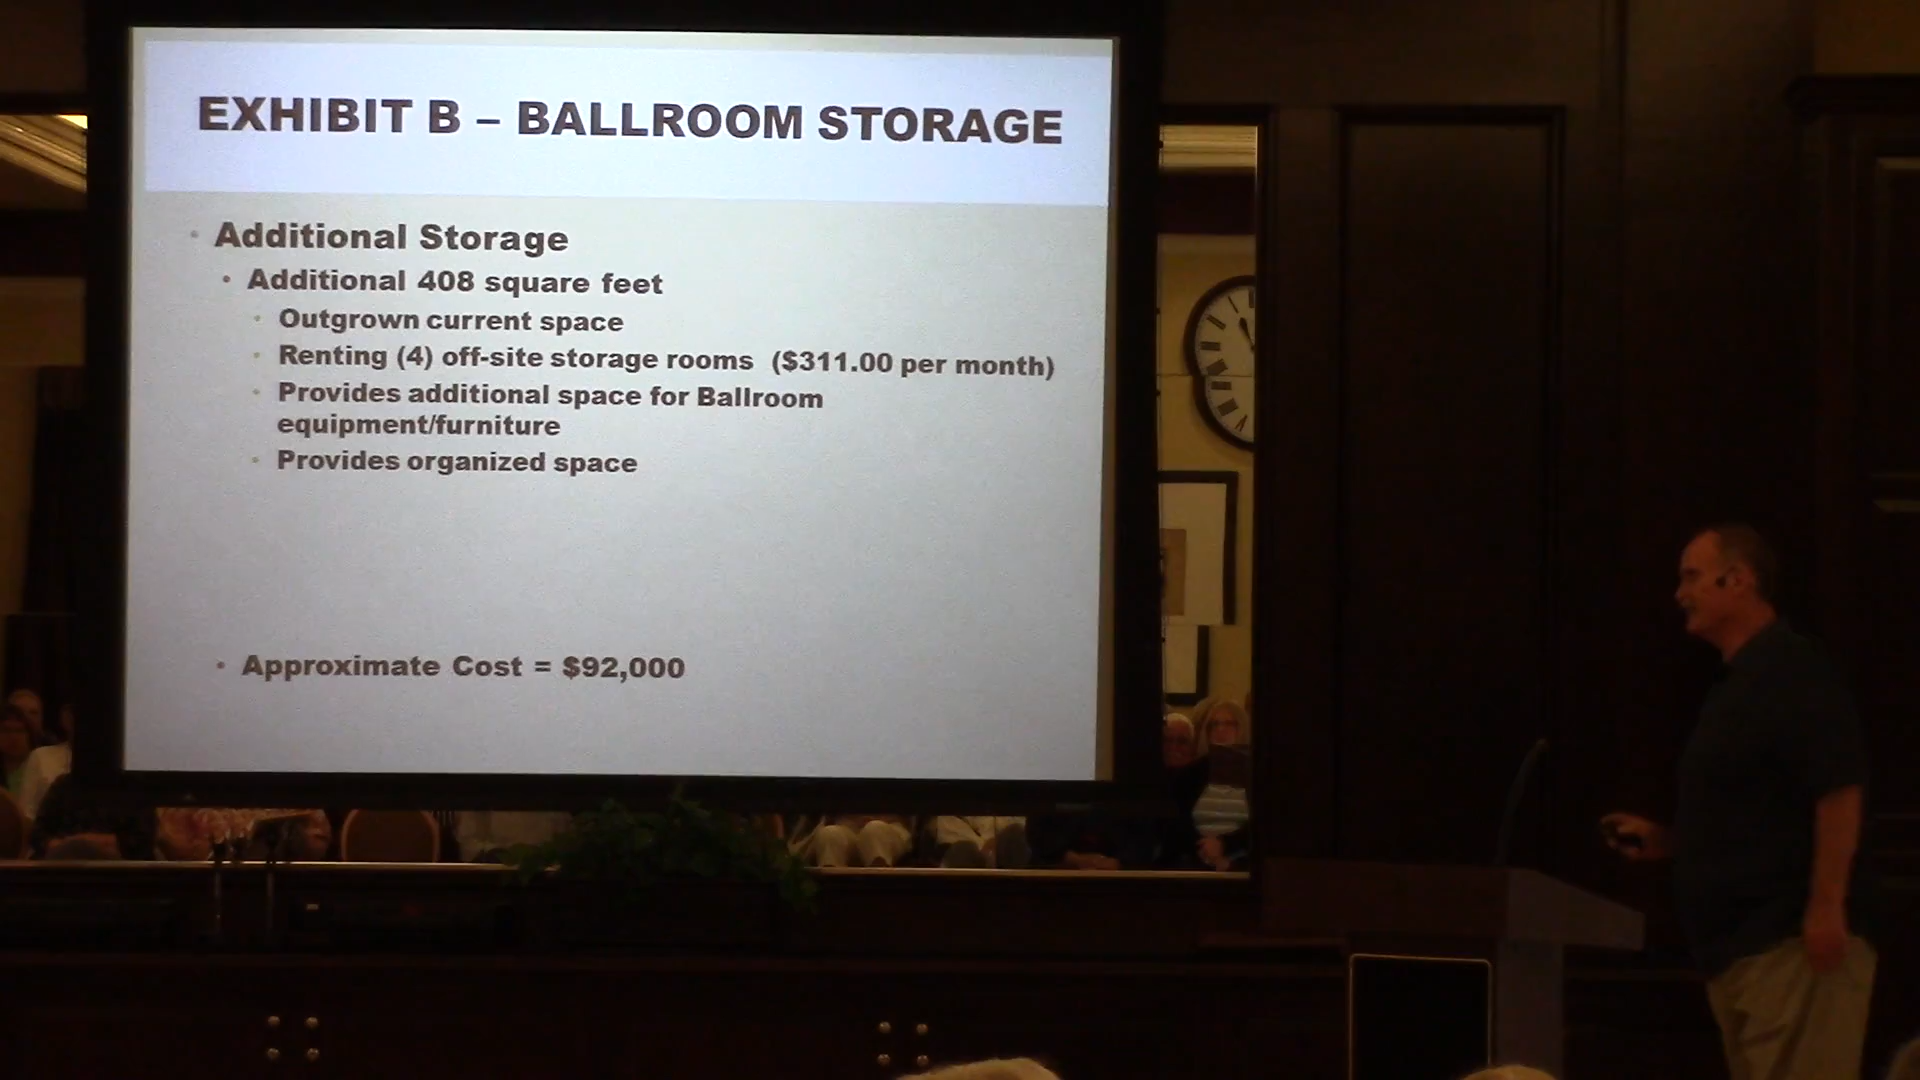 EXHIBIT B – BALLROOM STORAGE
• Additional Storage
• Additional 408 square feet
• Outgrown current space
• Renting (4) off-site storage rooms ($311.00 per month)
• Provides additional space for Ballroom
equipment/furniture
• Provides organized space
• Approximate Cost = $92,000